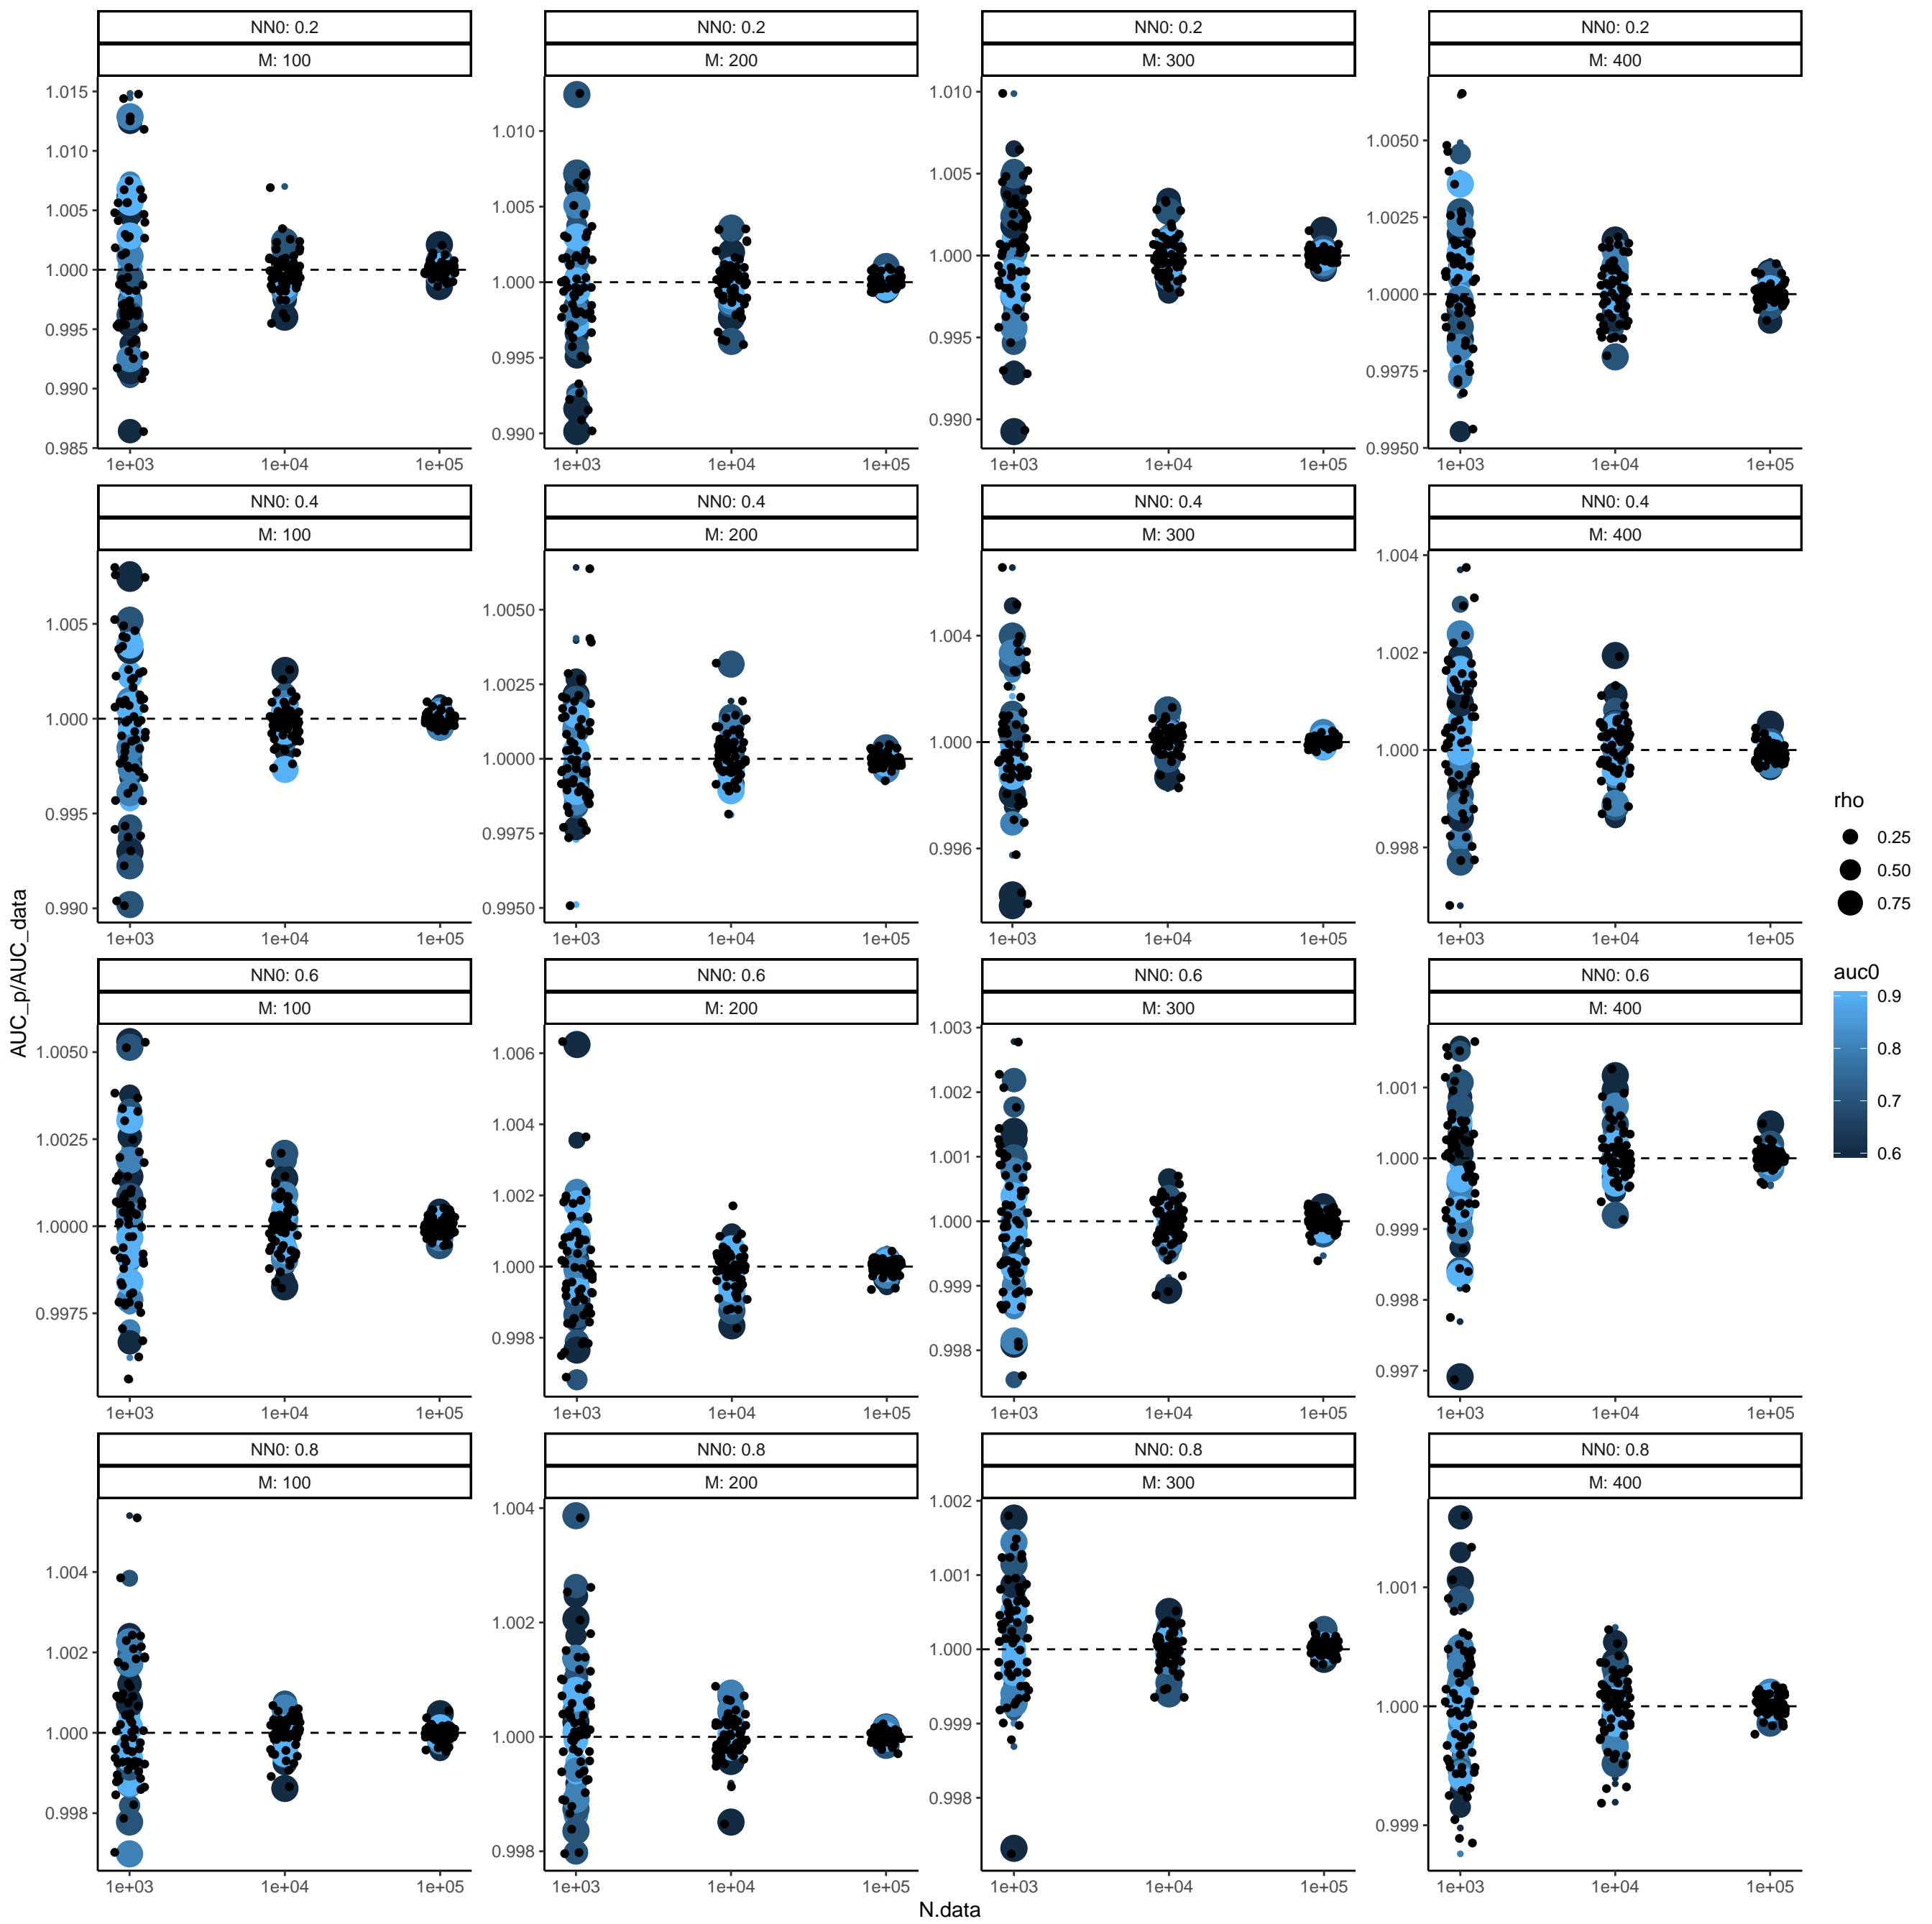 NN0: 0.2
M: 100
1.015
1.010
1.005
1.000
0.995
0.990
0.985
1e+03
1e+04
1e+05
NN0: 0.2
M: 200
1.010
1.005
1.000
0.995
0.990
1e+03
1e+04
1e+05
NN0: 0.2
M: 300
1.010
1.005
1.000
0.995
0.990
1e+03
1e+04
1e+05
NN0: 0.2
M: 400
1.0050
1.0025
1.0000
0.9975
0.9950
1e+03
1e+04
1e+05
NN0: 0.4
M: 100
1.005
1.000
0.995
0.990
1e+03
1e+04
1e+05
NN0: 0.4
M: 200
1.0050
1.0025
1.0000
0.9975
0.9950
1e+03
1e+04
1e+05
NN0: 0.4
M: 300
1.004
1.000
0.996
1e+03
1e+04
1e+05
NN0: 0.4
M: 400
1.004
1.002
1.000
0.998
1e+03
1e+04
1e+05
NN0: 0.6
M: 100
1.0050
1.0025
1.0000
0.9975
1e+03
1e+04
1e+05
NN0: 0.6
M: 200
1.006
1.004
1.002
1.000
0.998
1e+03
1e+04
1e+05
NN0: 0.6
M: 300
1.003
1.002
1.001
1.000
0.999
0.998
1e+03
1e+04
1e+05
NN0: 0.6
M: 400
1.001
1.000
0.999
0.998
0.997
1e+03
1e+04
1e+05
NN0: 0.8
M: 100
1.004
1.002
1.000
0.998
1e+03
1e+04
1e+05
NN0: 0.8
M: 200
1.004
1.002
1.000
0.998
1e+03
1e+04
1e+05
NN0: 0.8
M: 300
1.002
1.001
1.000
0.999
0.998
1e+03
1e+04
1e+05
NN0: 0.8
M: 400
1.001
1.000
0.999
1e+03
1e+04
1e+05
AUC_p/AUC_data
N.data
rho
0.25
0.50
0.75
auc0
0.9
0.8
0.7
0.6